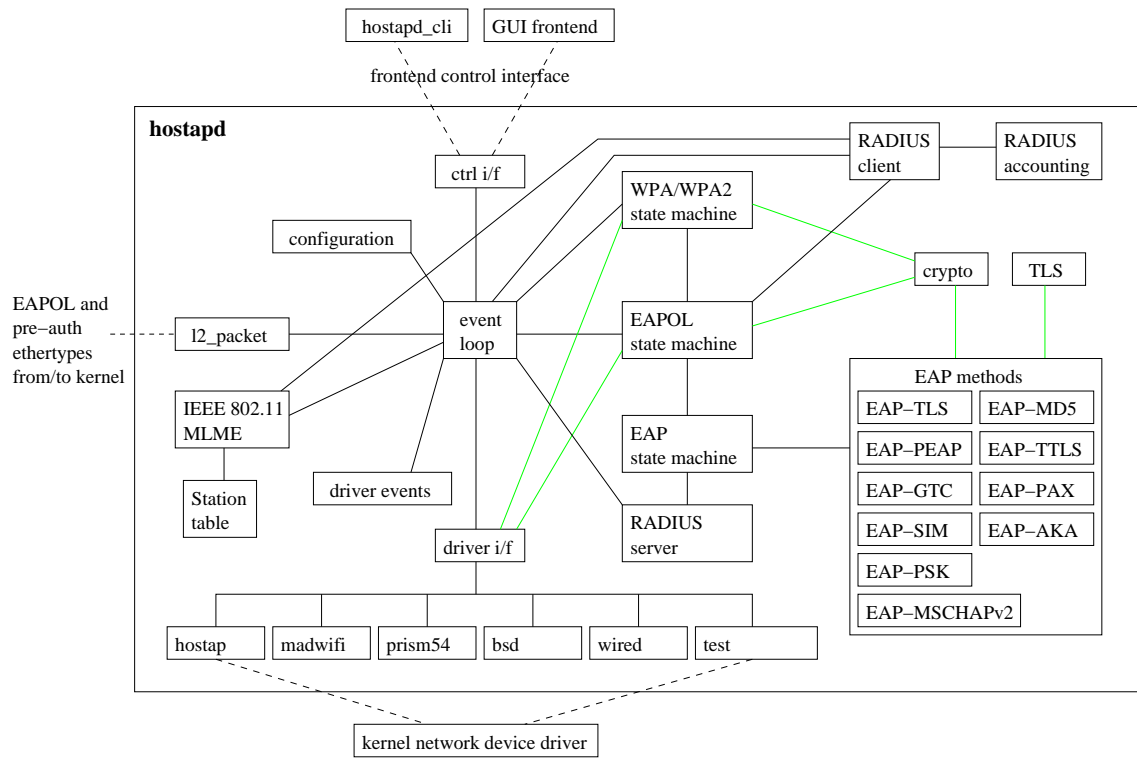 hostapd_cli
GUI frontend
frontend control interface
hostapd
RADIUS
client
RADIUS
accounting
ctrl i/f
WPA/WPA2
state machine
configuration
crypto
TLS
EAPOL and
pre−auth
ethertypes
from/to kernel
l2_packet
event
loop
EAPOL
state machine
EAP methods
EAP−TLS
EAP−MD5
EAP−PEAP
EAP−TTLS
EAP−GTC
EAP−PAX
EAP−SIM
EAP−AKA
EAP−PSK
EAP−MSCHAPv2
IEEE 802.11
MLME
EAP
state machine
Station
table
driver events
RADIUS
server
driver i/f
hostap
madwifi
prism54
bsd
wired
test
kernel network device driver